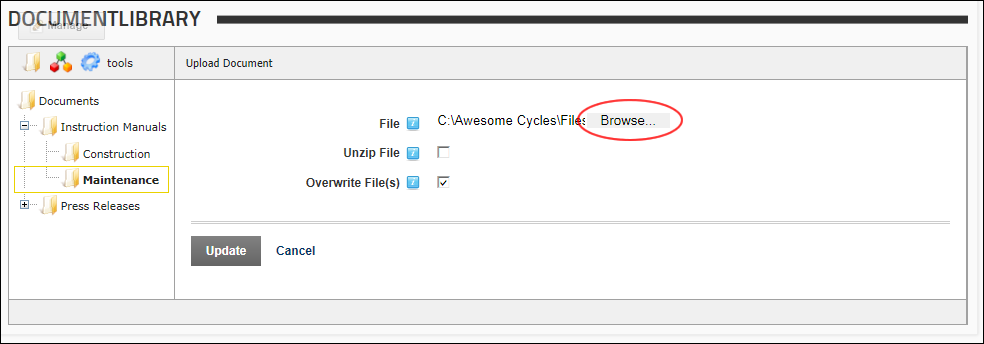 DOCUMENTLIBRARY
Manage
tools
Upload Document
Documents
Instruction Manuals
Construction
Maintenance
Press Releases
File C:\Awesome Cycles\Files Browse...
Unzip File
Overwrite File(s)
Update Cancel